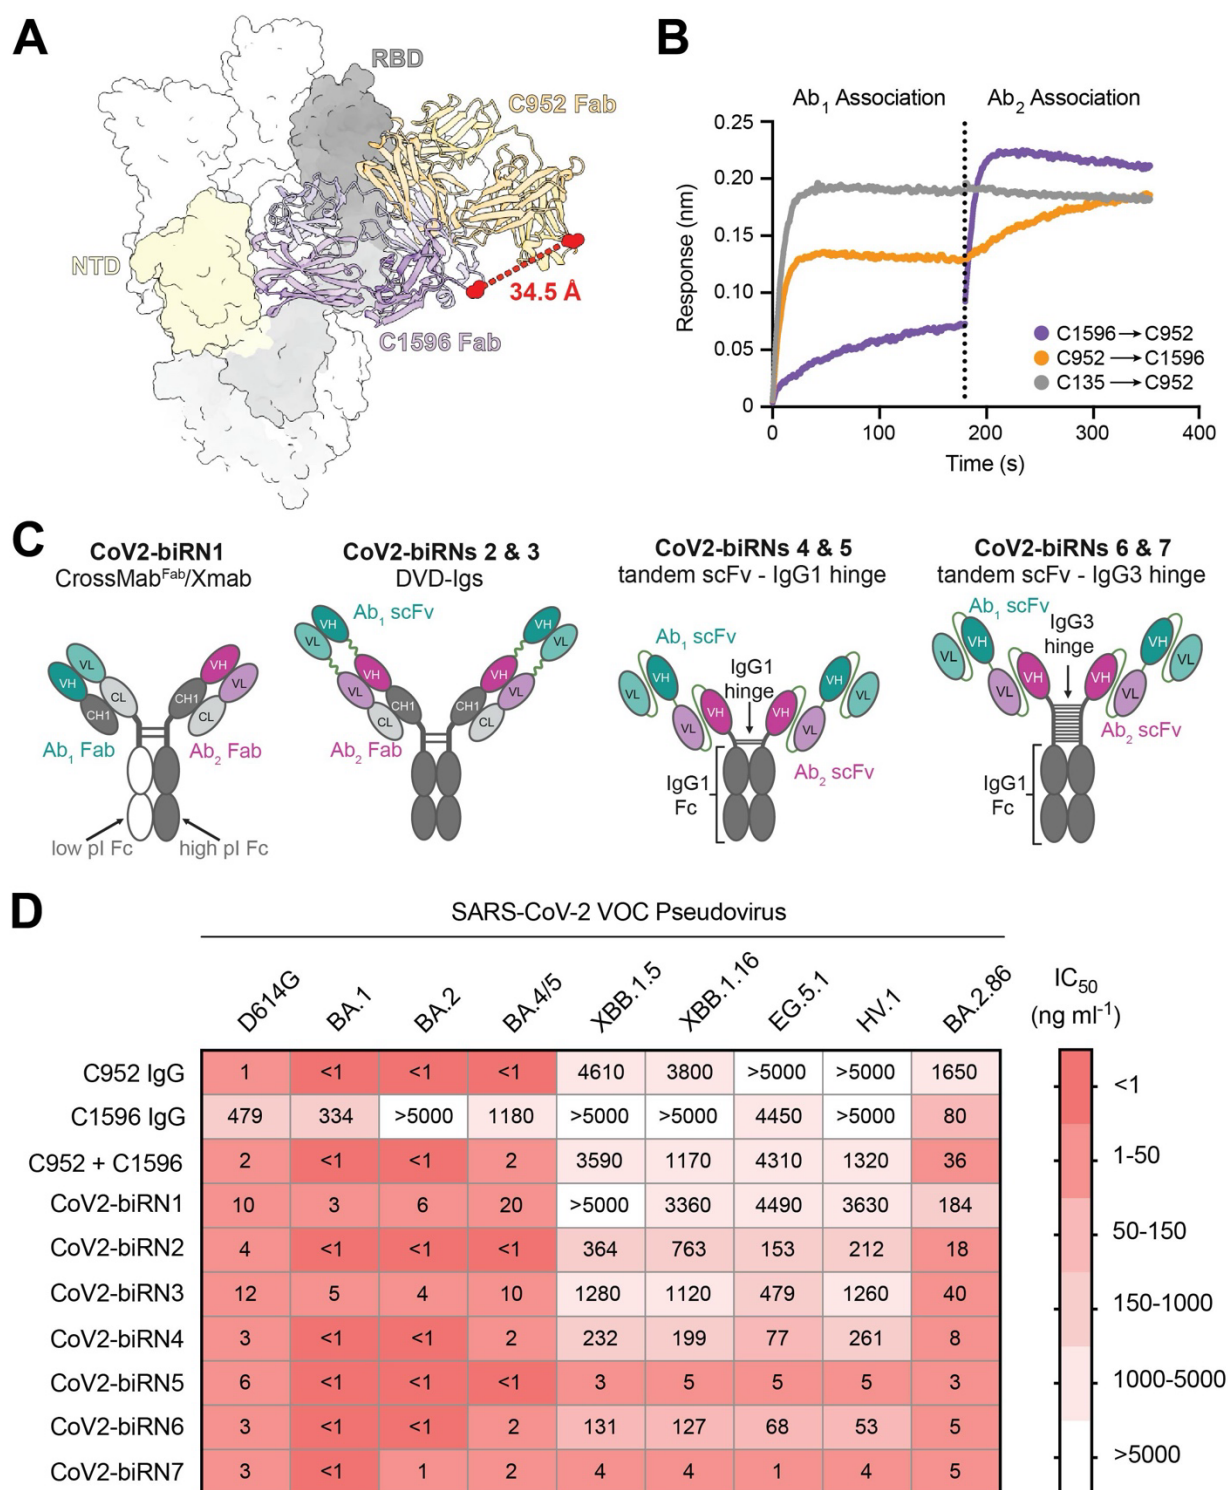 A
RBD
C952 Fab
NTD
34.5 Å
C1596 Fab
B
Ab1 Association
Ab2 Association
0.25
0.20
0.15
0.10
0.05
0
Response (nm)
C1596→C952
C952→C1596
C135→C952
0
100
200
300
400
Time (s)
C
CoV2-biRN1
CrossMabFab/Xmab
VL
VH
CL
CH1
VH
VL
CH1
CL
Ab1 Fab
Ab2 Fab
low pI Fc
high pI Fc
CoV2-biRNs 2 & 3
DVD-Igs
Ab1 scFv
VH
VL
VH
VL
CH1
CL
VH
VL
VH
VL
CH1
CL
Ab2 Fab
CoV2-biRNs 4 & 5
tandem scFv - IgG1 hinge
Ab1 scFv
IgG1
hinge
VL
VH
VL
VH
VH
VL
VH
VL
Ab2 scFv
IgG1
Fc
CoV2-biRNs 6 & 7
tandem scFv - IgG3 hinge
Ab1 scFv
IgG3
hinge
VL
VH
VL
VH
VH
VL
VH
VL
Ab2 scFv
IgG1
Fc
D
SARS-CoV-2 VOC Pseudovirus
D614G BA.1 BA.2 BA.4/5 XBB.1.5 XBB.1.16 EG.5.1 HV.1 BA.2.86
C952 IgG 1 <1 <1 <1 4610 3800 >5000 >5000 1650
C1596 IgG 479 334 >5000 1180 >5000 >5000 4450 >5000 80
C952 + C1596 2 <1 <1 2 3590 1170 4310 1320 36
CoV2-biRN1 10 3 6 20 >5000 3360 4490 3630 184
CoV2-biRN2 4 <1 <1 <1 364 763 153 212 18
CoV2-biRN3 12 5 4 10 1280 1120 479 1260 40
CoV2-biRN4 3 <1 <1 2 232 199 77 261 8
CoV2-biRN5 6 <1 <1 <1 3 5 5 5 3
CoV2-biRN6 3 <1 <1 2 131 127 68 53 5
CoV2-biRN7 3 <1 1 2 4 4 1 4 5
IC50
(ng ml-1)
<1
1-50
50-150
150-1000
1000-5000
>5000